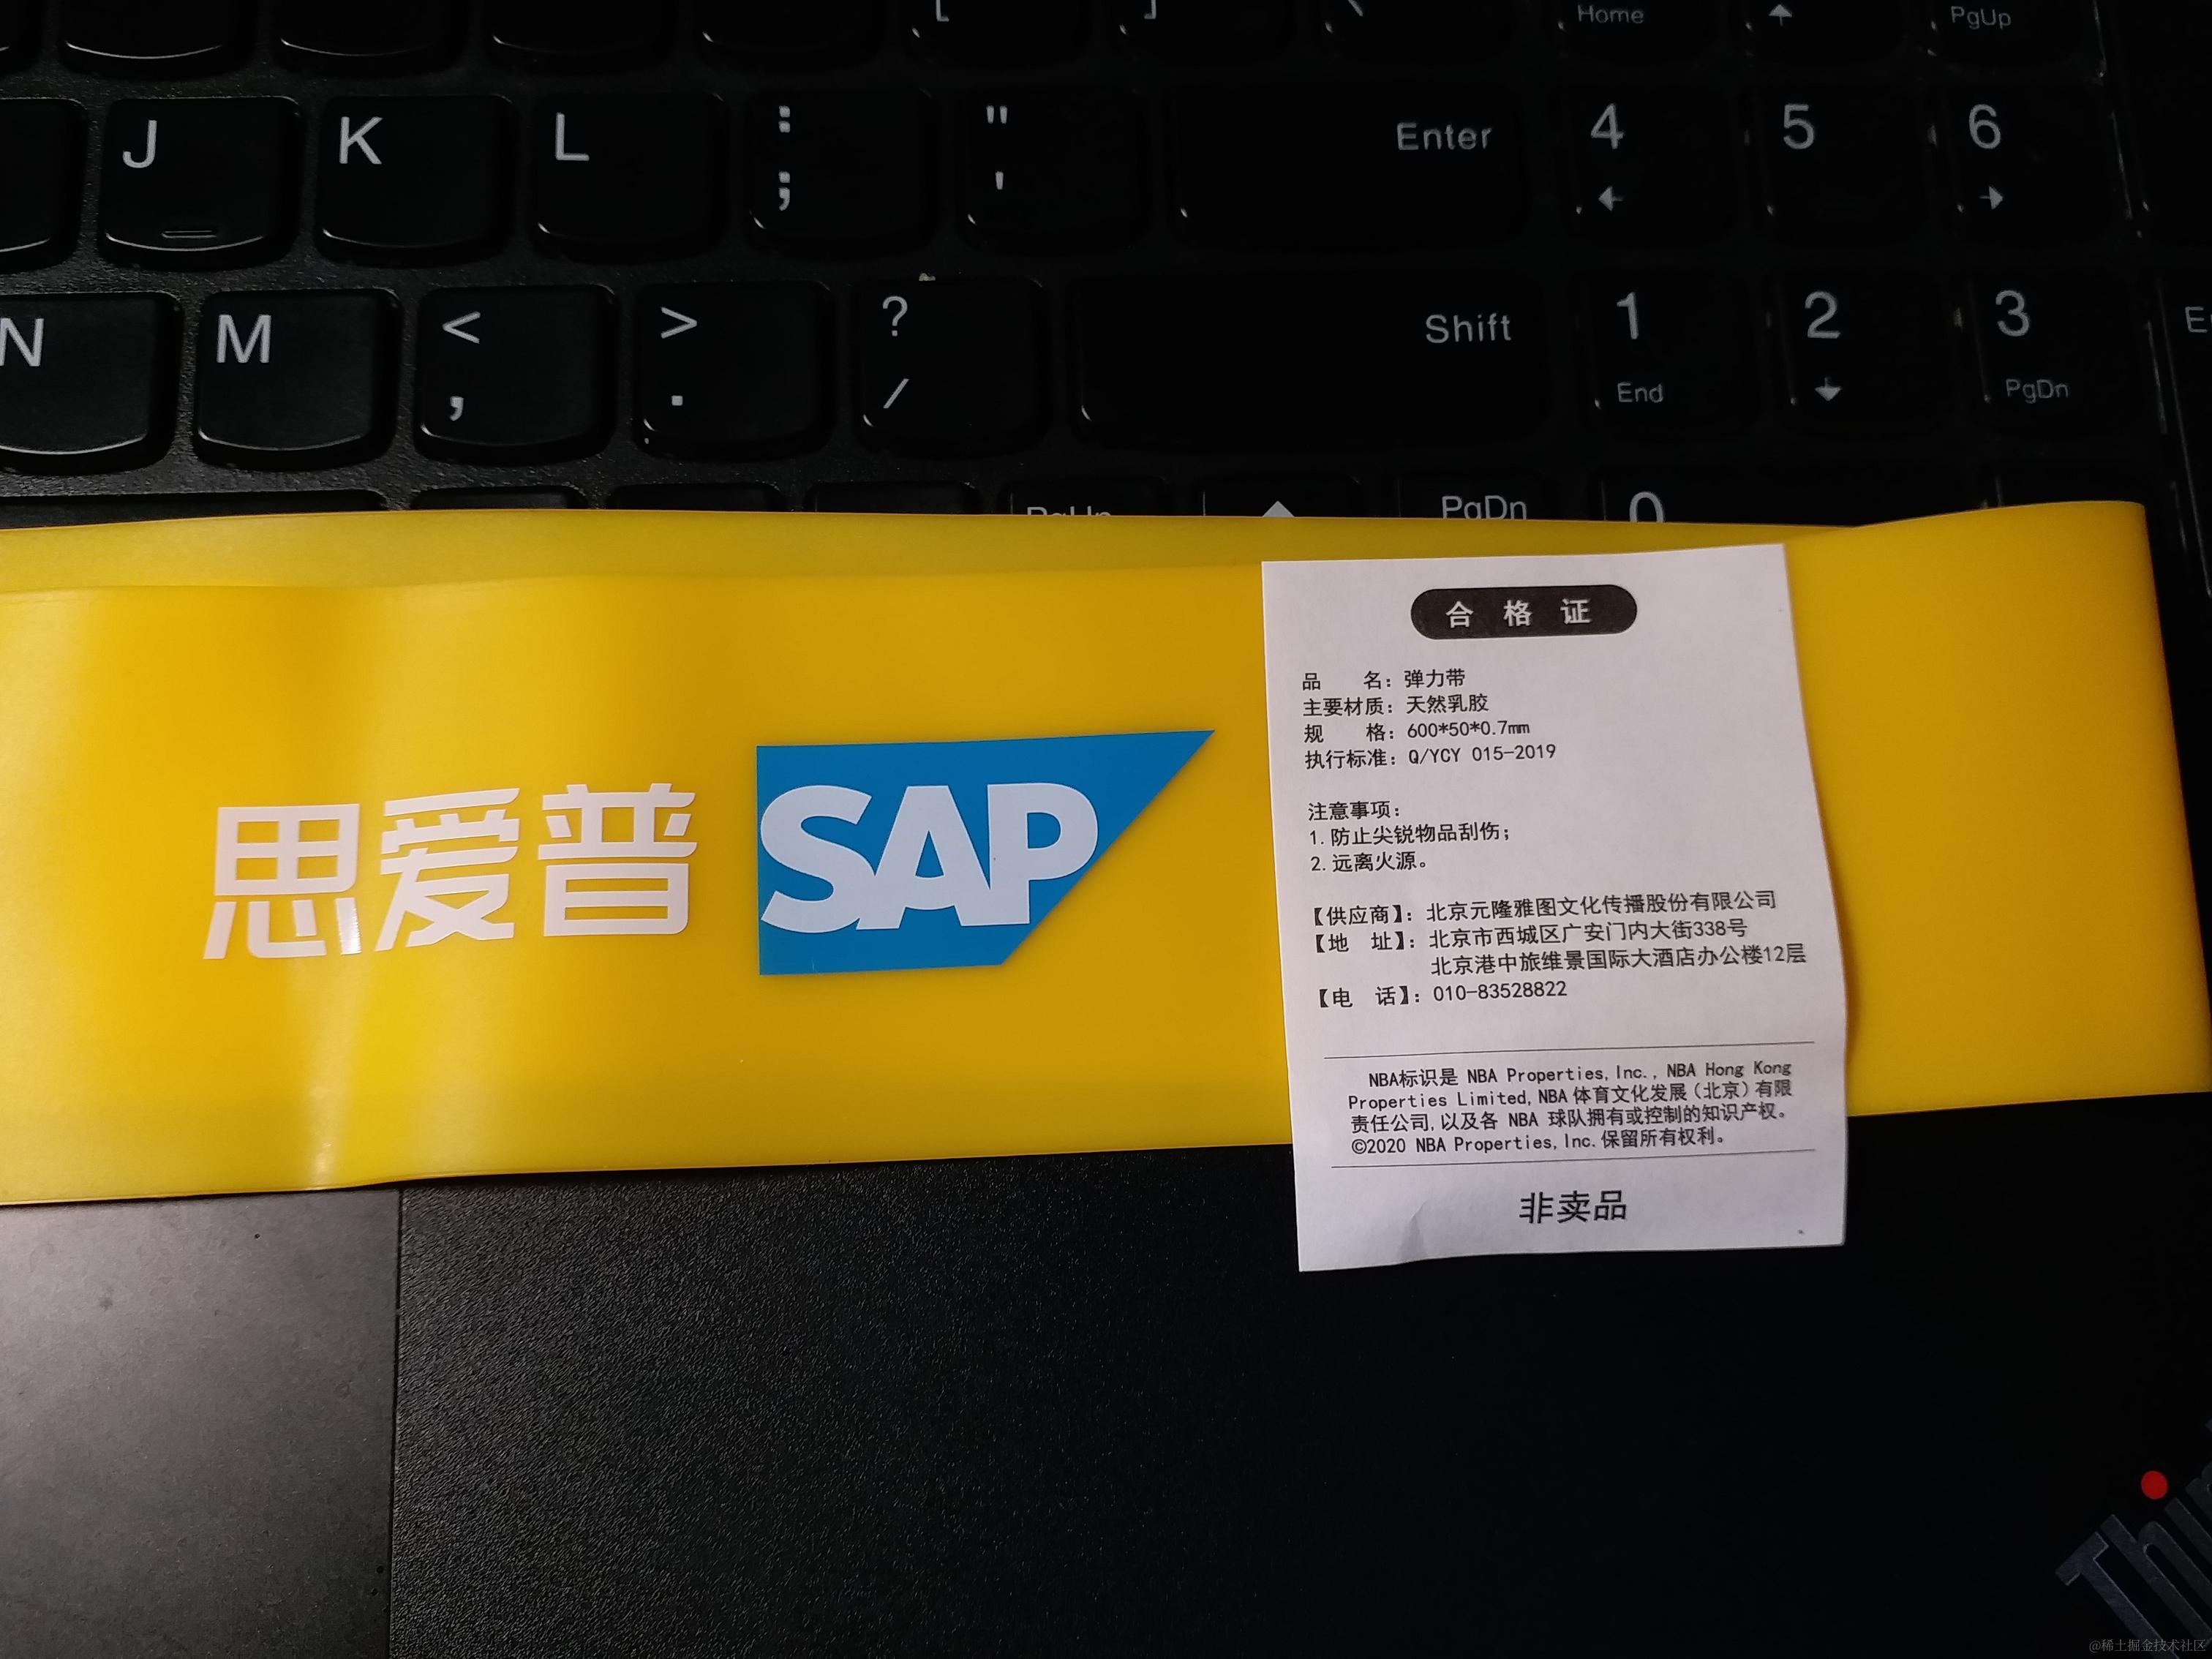 [ ] \ Home PgUp
J K L : ; " ' Enter 4 5 6
N M < , > . ? / Shift 1 End 2 3 PgDn
PgUp PgDn 0
思爱普 SAP
合格证
品 名：弹力带
主要材质：天然乳胶
规 格：600*50*0.7mm
执行标准：Q/YCY 015-2019
注意事项：
1.防止尖锐物品刮伤；
2.远离火源。
【供应商】：北京元隆雅图文化传播股份有限公司
【地 址】：北京市西城区广安门内大街338号
北京港中旅维景国际大酒店办公楼12层
【电 话】：010-83528822
NBA标识是 NBA Properties,Inc., NBA Hong Kong
Properties Limited,NBA 体育文化发展（北京）有限
责任公司,以及各 NBA 球队拥有或控制的知识产权。
©2020 NBA Properties,Inc.保留所有权利。
非卖品
@稀土掘金技术社区